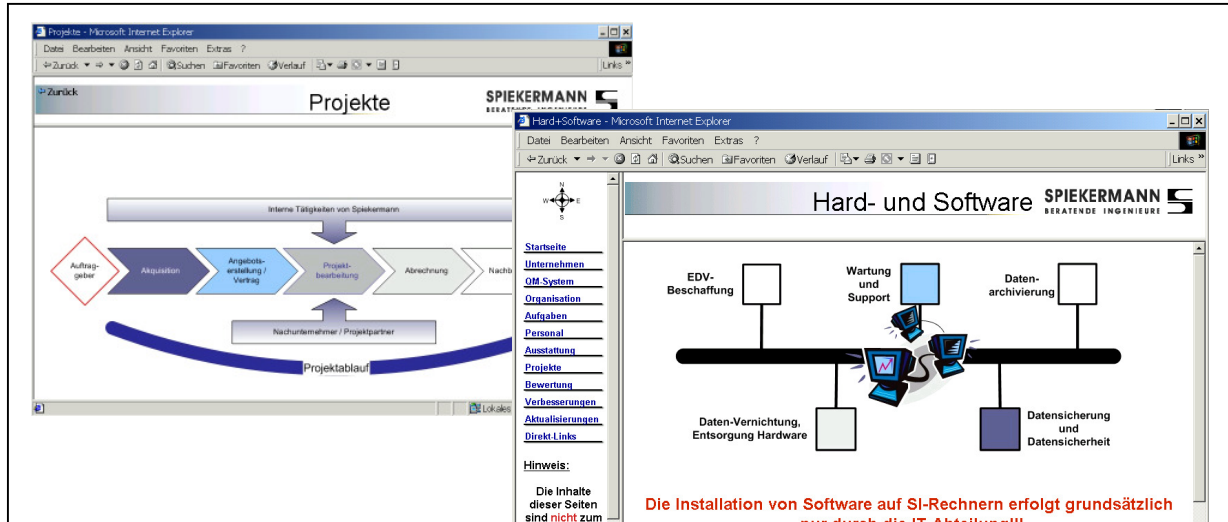 Projekte - Microsoft Internet Explorer
Datei Bearbeiten Ansicht Favoriten Extras ?
Zurück Suchen Favoriten Verlauf Links »
Zurück
Projekte
SPIEKERMANN
Interne Tätigkeiten von Spiekermann
Auftrag-
geber
Akquisition
Angebots-
erstellung /
Vertrag
Projekt-
bearbeitung
Abrechnung
Nachunternehmer / Projektpartner
Projektablauf
Lokales
Hard+Software - Microsoft Internet Explorer
Datei Bearbeiten Ansicht Favoriten Extras ?
Zurück Suchen Favoriten Verlauf Links »
N
W E
S
Startseite
Unternehmen
QM-System
Organisation
Aufgaben
Personal
Ausstattung
Projekte
Bewertung
Verbesserungen
Aktualisierungen
Direkt-Links
Hinweis:
Die Inhalte
dieser Seiten
sind nicht zum
Hard- und Software
SPIEKERMANN
BERATENDE INGENIEURE
EDV-
Beschaffung
Wartung
und
Support
Daten-
archivierung
Daten-Vernichtung,
Entsorgung Hardware
Datensicherung
und
Datensicherheit
Die Installation von Software auf SI-Rechnern erfolgt grundsätzlich
nur durch die IT-Abteilung!!!